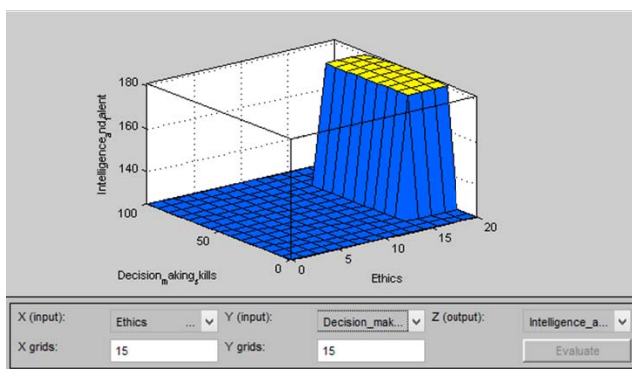 180
160
140
100
50
0
0
5
10
15
20
Intelligence_and_talent
Decision_making_skills
Ethics
X (input): Ethics ... Y (input): Decision_mak... Z (output): Intelligence_a...
X grids: 15 Y grids: 15 Evaluate